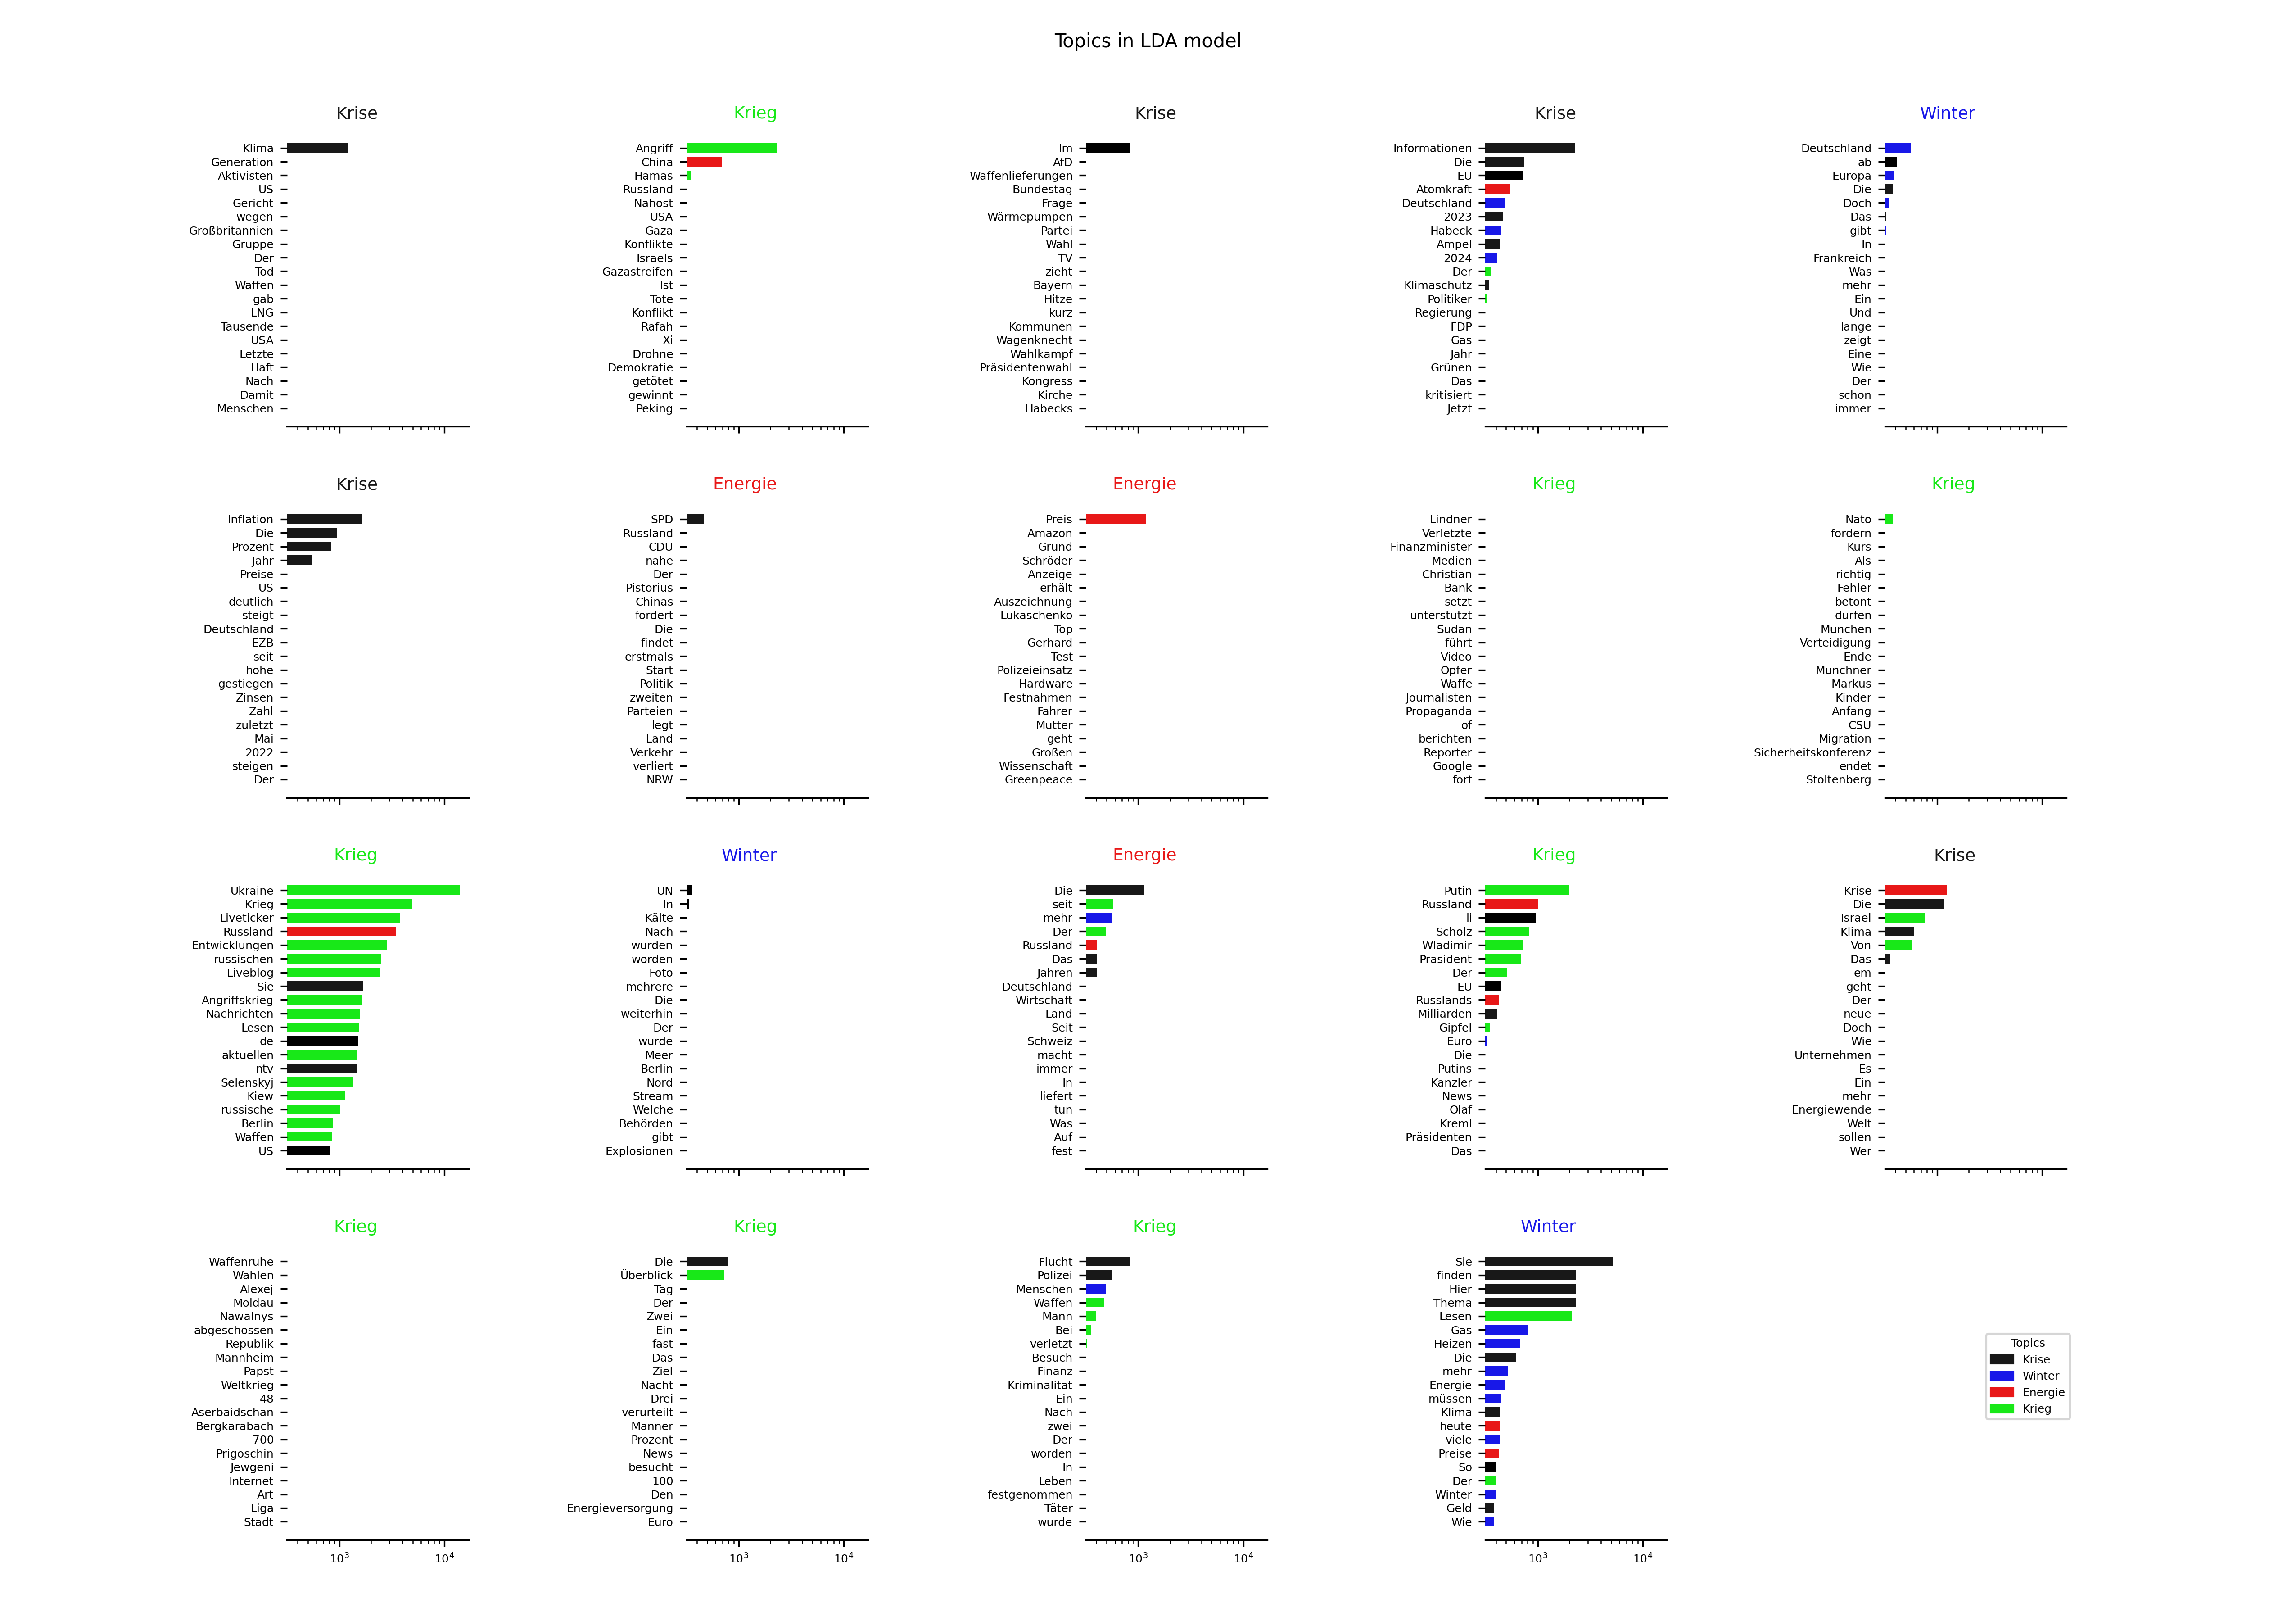 Topics in LDA model
Krise
Klima
Generation
Aktivisten
US
Gericht
wegen
Großbritannien
Gruppe
Der
Tod
Waffen
gab
LNG
Tausende
USA
Letzte
Haft
Nach
Damit
Menschen
Krieg
Angriff
China
Hamas
Russland
Nahost
USA
Gaza
Konflikte
Israels
Gazastreifen
Ist
Tote
Konflikt
Rafah
Xi
Drohne
Demokratie
getötet
gewinnt
Peking
Krise
Im
AfD
Waffenlieferungen
Bundestag
Frage
Wärmepumpen
Partei
Wahl
TV
zieht
Bayern
Hitze
kurz
Kommunen
Wagenknecht
Wahlkampf
Präsidentenwahl
Kongress
Kirche
Habecks
Krise
Informationen
Die
EU
Atomkraft
Deutschland
2023
Habeck
Ampel
2024
Der
Klimaschutz
Politiker
Regierung
FDP
Gas
Jahr
Grünen
Das
kritisiert
Jetzt
Winter
Deutschland
ab
Europa
Die
Doch
Das
gibt
In
Frankreich
Was
mehr
Ein
Und
lange
zeigt
Eine
Wie
Der
schon
immer
Krise
Inflation
Die
Prozent
Jahr
Preise
US
deutlich
steigt
Deutschland
EZB
seit
hohe
gestiegen
Zinsen
Zahl
zuletzt
Mai
2022
steigen
Der
Energie
SPD
Russland
CDU
nahe
Der
Pistorius
Chinas
fordert
Die
findet
erstmals
Start
Politik
zweiten
Parteien
legt
Land
Verkehr
verliert
NRW
Energie
Preis
Amazon
Grund
Schröder
Anzeige
erhält
Auszeichnung
Lukaschenko
Top
Gerhard
Test
Polizeieinsatz
Hardware
Festnahmen
Fahrer
Mutter
geht
Großen
Wissenschaft
Greenpeace
Krieg
Lindner
Verletzte
Finanzminister
Medien
Christian
Bank
setzt
unterstützt
Sudan
führt
Video
Opfer
Waffe
Journalisten
Propaganda
of
berichten
Reporter
Google
fort
Krieg
Nato
fordern
Kurs
Als
richtig
Fehler
betont
dürfen
München
Verteidigung
Ende
Münchner
Markus
Kinder
Anfang
CSU
Migration
Sicherheitskonferenz
endet
Stoltenberg
Krieg
Ukraine
Krieg
Liveticker
Russland
Entwicklungen
russischen
Liveblog
Sie
Angriffskrieg
Nachrichten
Lesen
de
aktuellen
ntv
Selenskyj
Kiew
russische
Berlin
Waffen
US
Winter
UN
In
Kälte
Nach
wurden
worden
Foto
mehrere
Die
weiterhin
Der
wurde
Meer
Berlin
Nord
Stream
Welche
Behörden
gibt
Explosionen
Energie
Die
seit
mehr
Der
Russland
Das
Jahren
Deutschland
Wirtschaft
Land
Seit
Schweiz
macht
immer
In
liefert
tun
Was
Auf
fest
Krieg
Putin
Russland
li
Scholz
Wladimir
Präsident
Der
EU
Russlands
Milliarden
Gipfel
Euro
Die
Putins
Kanzler
News
Olaf
Kreml
Präsidenten
Das
Krise
Krise
Die
Israel
Klima
Von
Das
em
geht
Der
neue
Doch
Wie
Unternehmen
Es
Ein
mehr
Energiewende
Welt
sollen
Wer
Krieg
Waffenruhe
Wahlen
Alexej
Moldau
Nawalnys
abgeschossen
Republik
Mannheim
Papst
Weltkrieg
48
Aserbaidschan
Bergkarabach
700
Prigoschin
Jewgeni
Internet
Art
Liga
Stadt
10³ 10⁴
Krieg
Die
Überblick
Tag
Der
Zwei
Ein
fast
Das
Ziel
Nacht
Drei
verurteilt
Männer
Prozent
News
besucht
100
Den
Energieversorgung
Euro
10³ 10⁴
Krieg
Flucht
Polizei
Menschen
Waffen
Mann
Bei
verletzt
Besuch
Finanz
Kriminalität
Ein
Nach
zwei
Der
worden
In
Leben
festgenommen
Täter
wurde
10³ 10⁴
Winter
Sie
finden
Hier
Thema
Lesen
Gas
Heizen
Die
mehr
Energie
müssen
Klima
heute
viele
Preise
So
Der
Winter
Geld
Wie
10³ 10⁴
Topics
Krise
Winter
Energie
Krieg